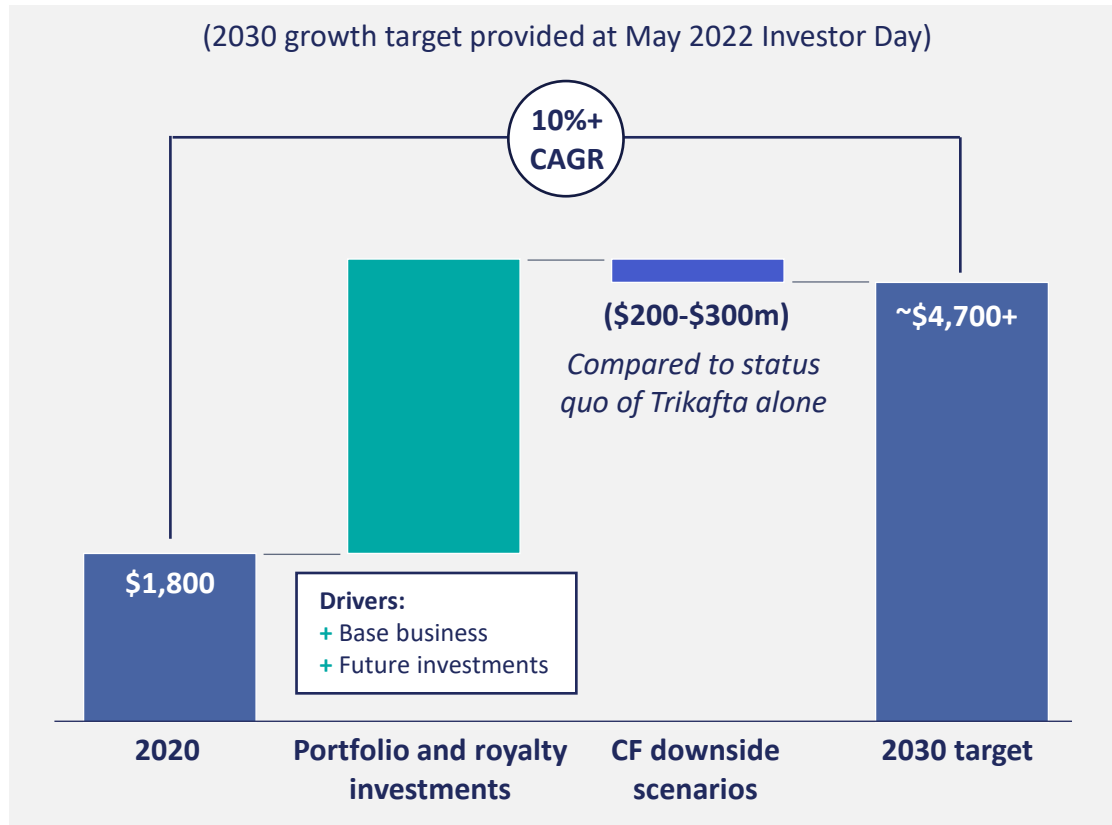 (2030 growth target provided at May 2022 Investor Day)
10%+
CAGR
($200-$300m)
Compared to status
quo of Trikafta alone
~$4,700+
$1,800
Drivers:
+ Base business
+ Future investments
2020
Portfolio and royalty
investments
CF downside
scenarios
2030 target